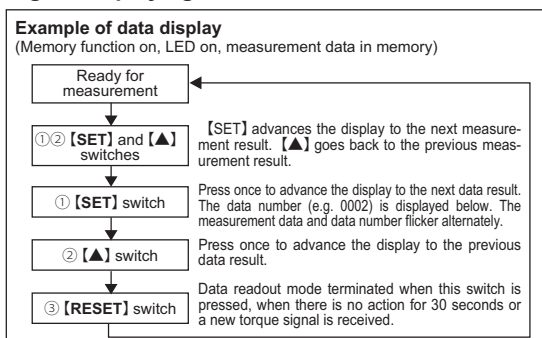 Example of data display
(Memory function on, LED on, measurement data in memory)
Ready for
measurement
①②【SET】and【▲】
switches
【SET】advances the display to the next measure-
ment result. 【▲】goes back to the previous meas-
urement result.
①【SET】switch
Press once to advance the display to the next data result.
The data number (e.g. 0002) is displayed below. The
measurement data and data number flicker alternately.
②【▲】switch
Press once to advance the display to the previous
data result.
③【RESET】switch
Data readout mode terminated when this switch is
pressed, when there is no action for 30 seconds or
a new torque signal is received.